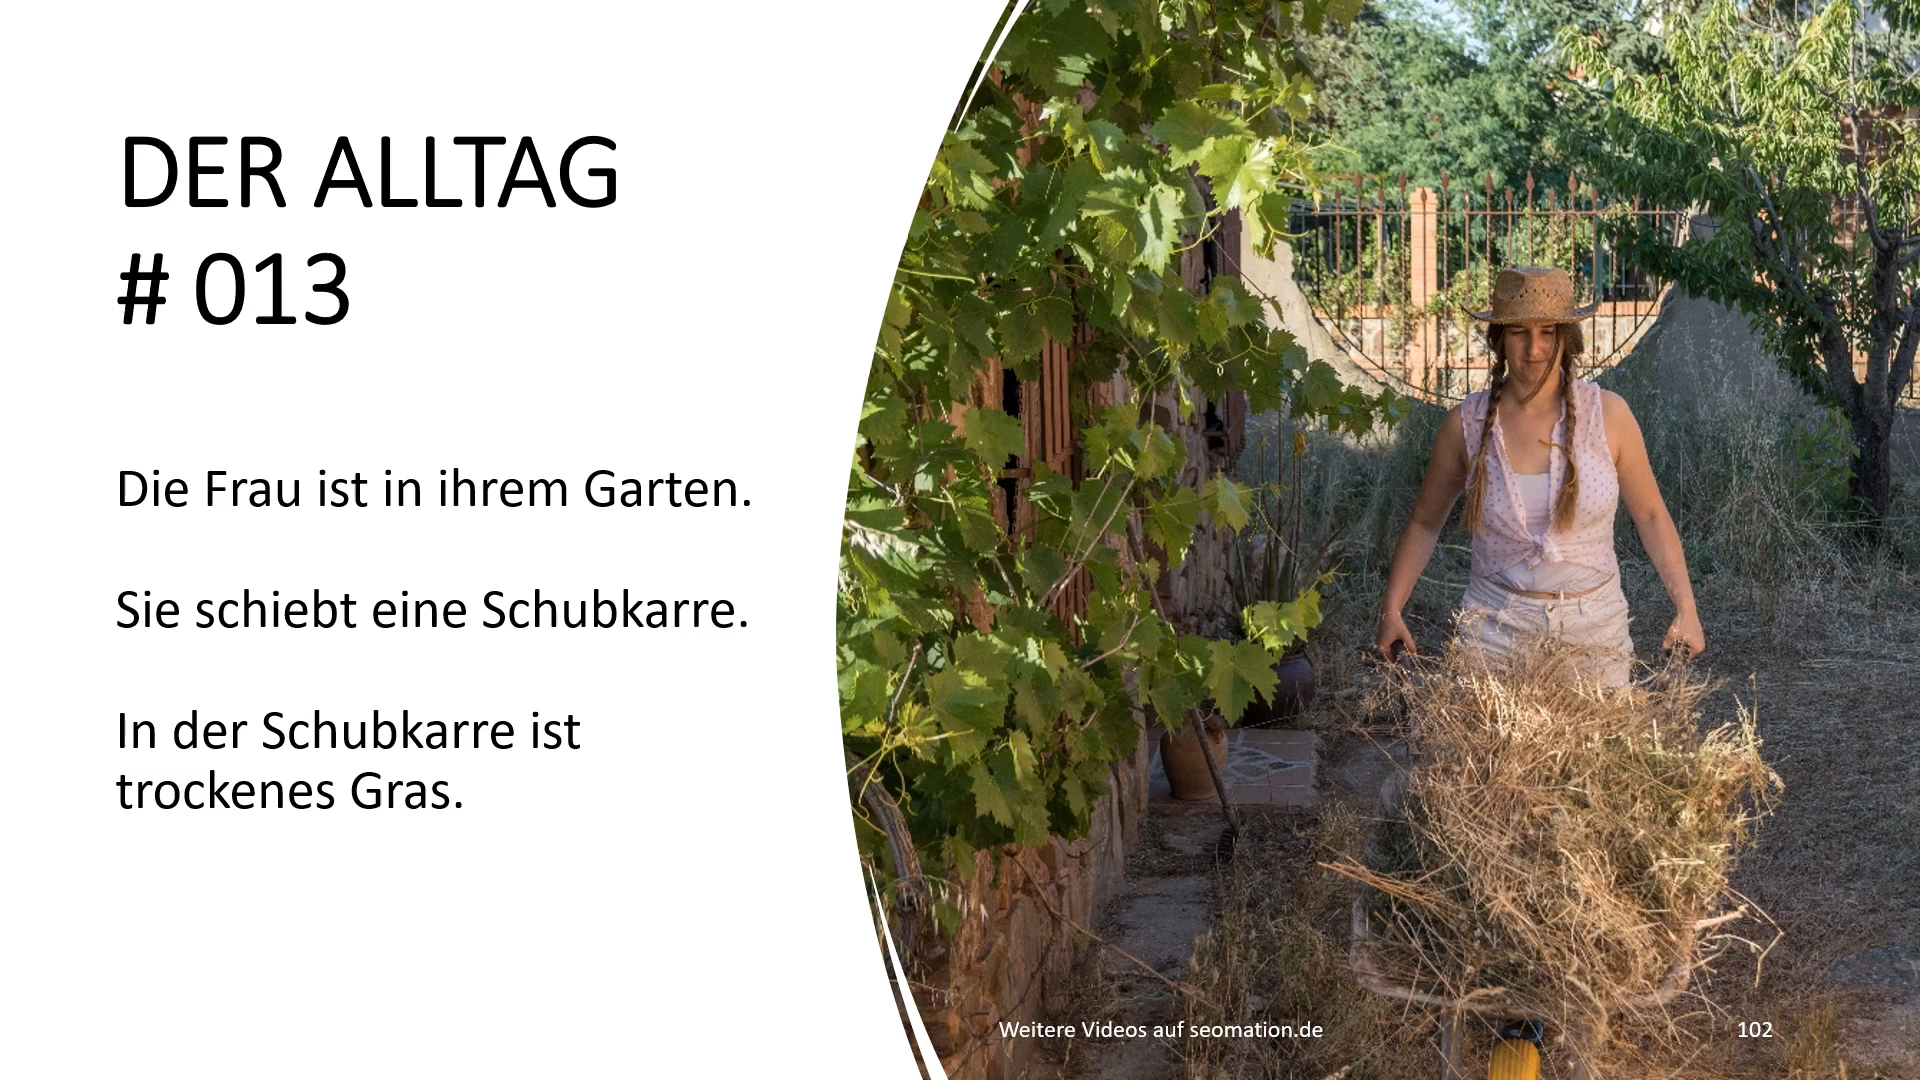 DER ALLTAG
# 013
Die Frau ist in ihrem Garten.
Sie schiebt eine Schubkarre.
In der Schubkarre ist
trockenes Gras.
Weitere Videos auf seomation.de
102